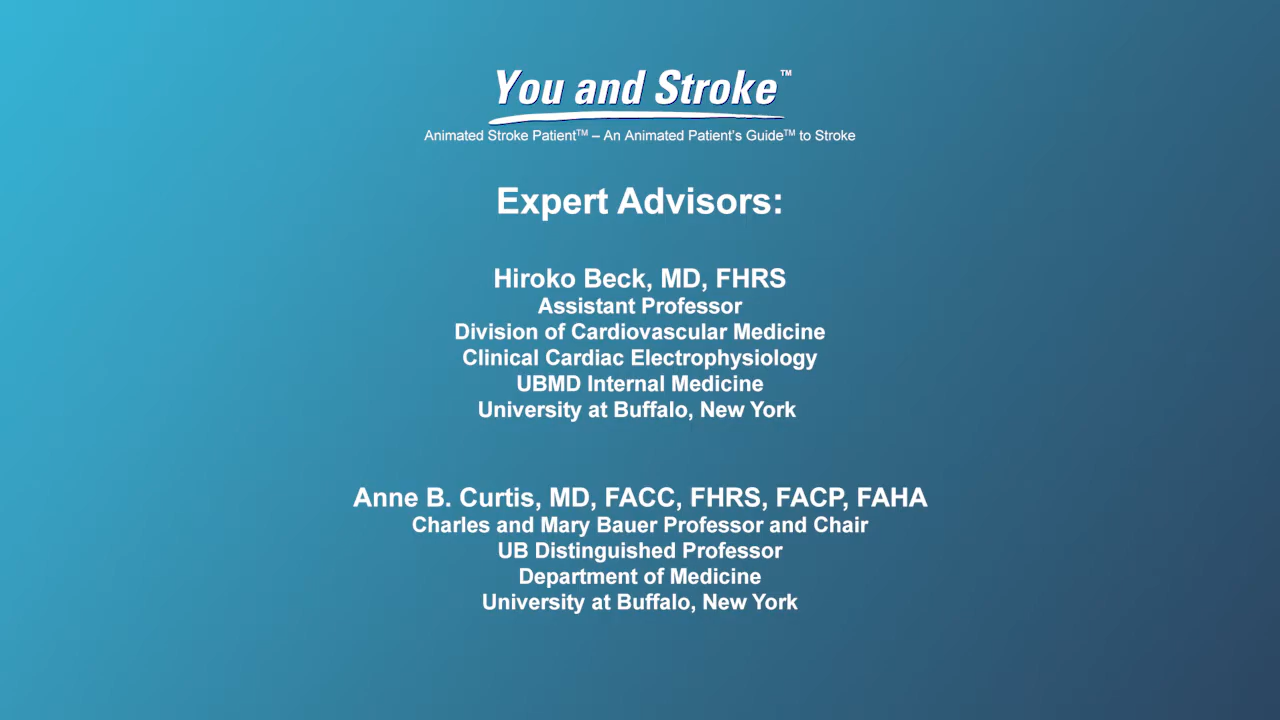 You and Stroke™
Animated Stroke Patient™ – An Animated Patient's Guide™ to Stroke
Expert Advisors:
Hiroko Beck, MD, FHRS
Assistant Professor
Division of Cardiovascular Medicine
Clinical Cardiac Electrophysiology
UBMD Internal Medicine
University at Buffalo, New York
Anne B. Curtis, MD, FACC, FHRS, FACP, FAHA
Charles and Mary Bauer Professor and Chair
UB Distinguished Professor
Department of Medicine
University at Buffalo, New York